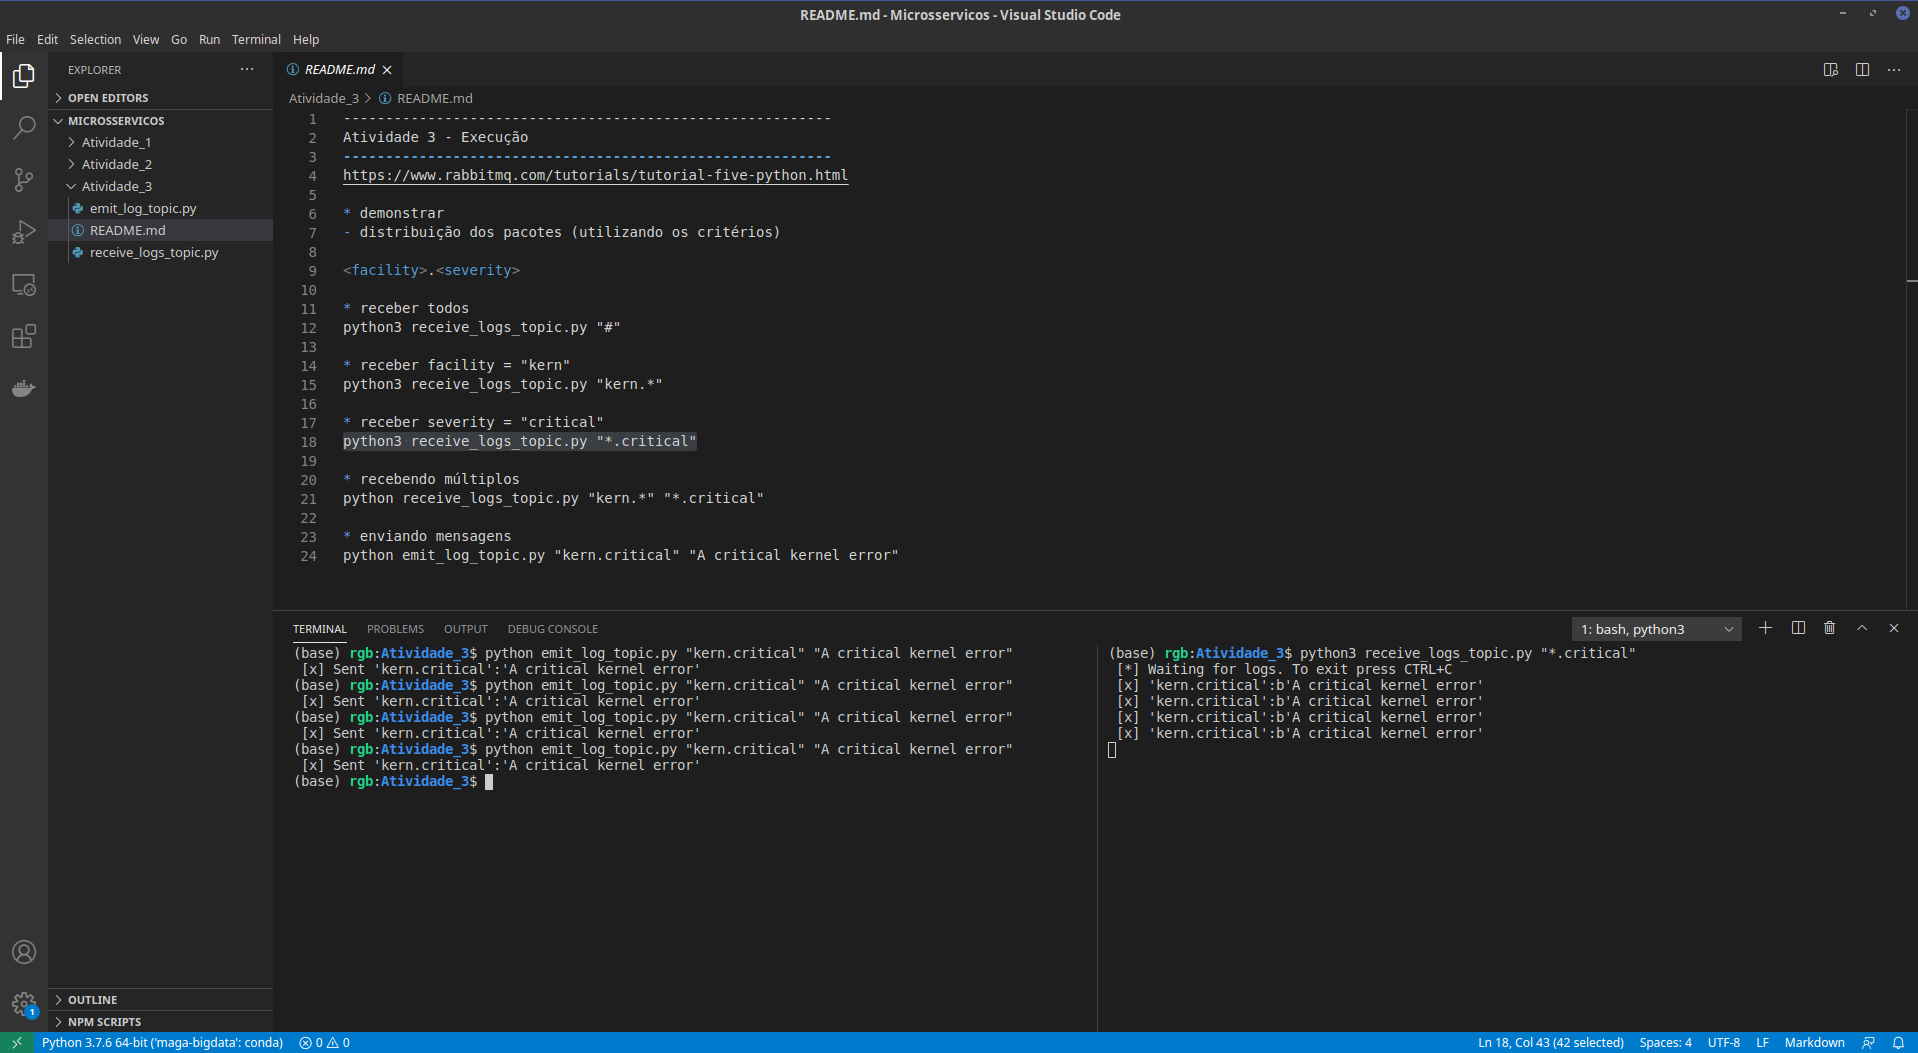 README.md - Microsservicos - Visual Studio Code
File Edit Selection View Go Run Terminal Help
EXPLORER
OPEN EDITORS
MICROSSERVICOS
Atividade_1
Atividade_2
Atividade_3
emit_log_topic.py
README.md
receive_logs_topic.py
OUTLINE
NPM SCRIPTS
1
README.md
Atividade_3 > README.md
1 ----------------------------------------------------------
2 Atividade 3 - Execução
3 ----------------------------------------------------------
4 https://www.rabbitmq.com/tutorials/tutorial-five-python.html
5
6 * demonstrar
7 - distribuição dos pacotes (utilizando os critérios)
8
9 <facility>.<severity>
10
11 * receber todos
12 python3 receive_logs_topic.py "#"
13
14 * receber facility = "kern"
15 python3 receive_logs_topic.py "kern.*"
16
17 * receber severity = "critical"
18 python3 receive_logs_topic.py "*.critical"
19
20 * recebendo múltiplos
21 python receive_logs_topic.py "kern.*" "*.critical"
22
23 * enviando mensagens
24 python emit_log_topic.py "kern.critical" "A critical kernel error"
TERMINAL PROBLEMS OUTPUT DEBUG CONSOLE
1: bash, python3
(base) rgb:Atividade_3$ python emit_log_topic.py "kern.critical" "A critical kernel error"
[x] Sent 'kern.critical':'A critical kernel error'
(base) rgb:Atividade_3$ python emit_log_topic.py "kern.critical" "A critical kernel error"
[x] Sent 'kern.critical':'A critical kernel error'
(base) rgb:Atividade_3$ python emit_log_topic.py "kern.critical" "A critical kernel error"
[x] Sent 'kern.critical':'A critical kernel error'
(base) rgb:Atividade_3$ python emit_log_topic.py "kern.critical" "A critical kernel error"
[x] Sent 'kern.critical':'A critical kernel error'
(base) rgb:Atividade_3$
(base) rgb:Atividade_3$ python3 receive_logs_topic.py "*.critical"
[*] Waiting for logs. To exit press CTRL+C
[x] 'kern.critical':b'A critical kernel error'
[x] 'kern.critical':b'A critical kernel error'
[x] 'kern.critical':b'A critical kernel error'
[x] 'kern.critical':b'A critical kernel error'
Python 3.7.6 64-bit ('maga-bigdata': conda) 0 0
Ln 18, Col 43 (42 selected) Spaces: 4 UTF-8 LF Markdown